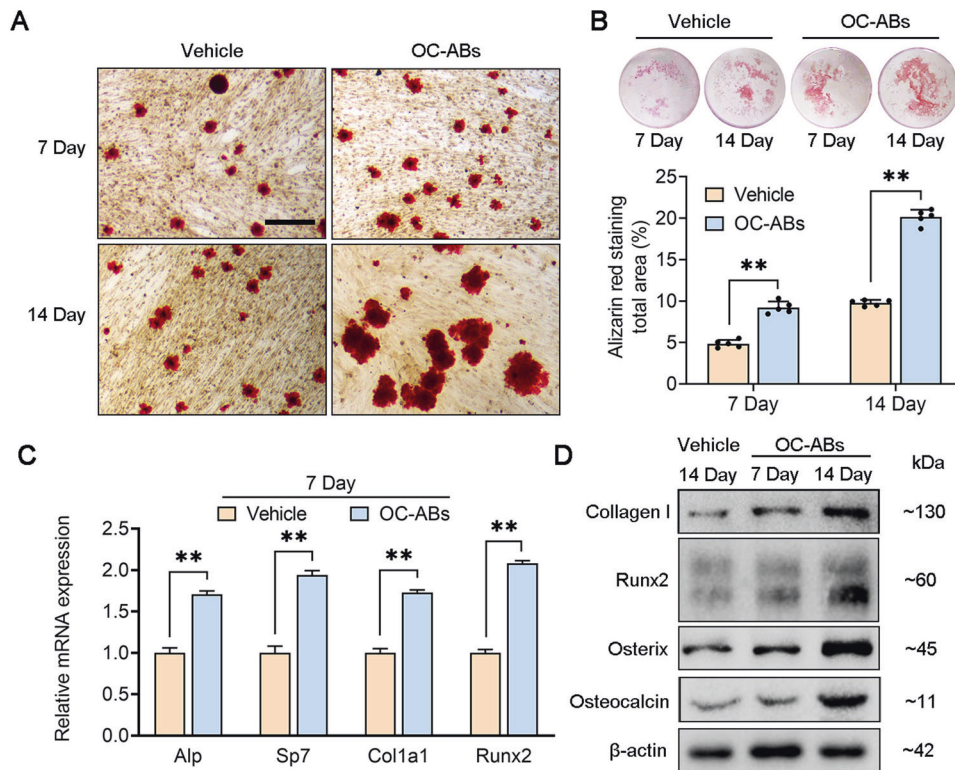 A
Vehicle OC-ABs
7 Day
14 Day
B
Vehicle OC-ABs
7 Day 14 Day 7 Day 14 Day
Alizarin red staining
total area (%)
25
20
15
10
5
0
Vehicle
OC-ABs
** **
7 Day 14 Day
C
7 Day
Vehicle OC-ABs
Relative mRNA expression
2.5
2.0
1.5
1.0
0.5
0.0
** ** ** **
Alp Sp7 Col1a1 Runx2
D
Vehicle OC-ABs kDa
14 Day 7 Day 14 Day
Collagen I ~130
Runx2 ~60
Osterix ~45
Osteocalcin ~11
β-actin ~42